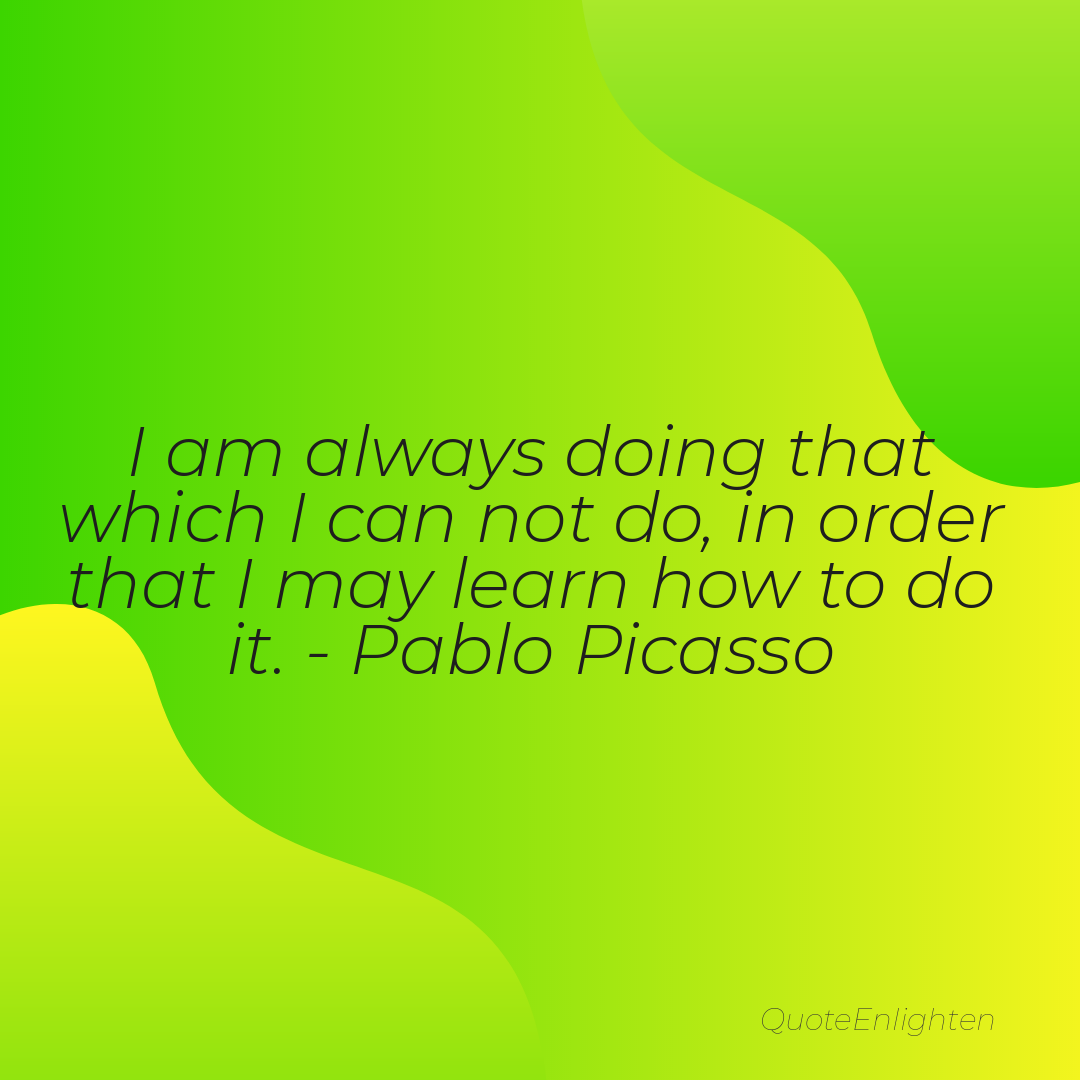 I am always doing that
which I can not do, in order
that I may learn how to do
it. - Pablo Picasso
QuoteEnlighten